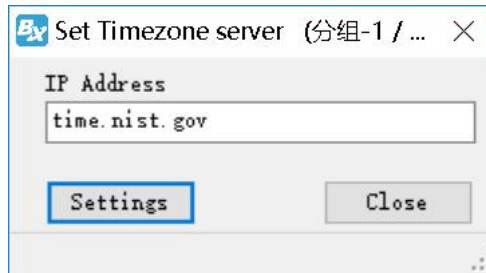 BX Set Timezone server (分组-1 / ...
IP Address
time.nist.gov
Settings Close